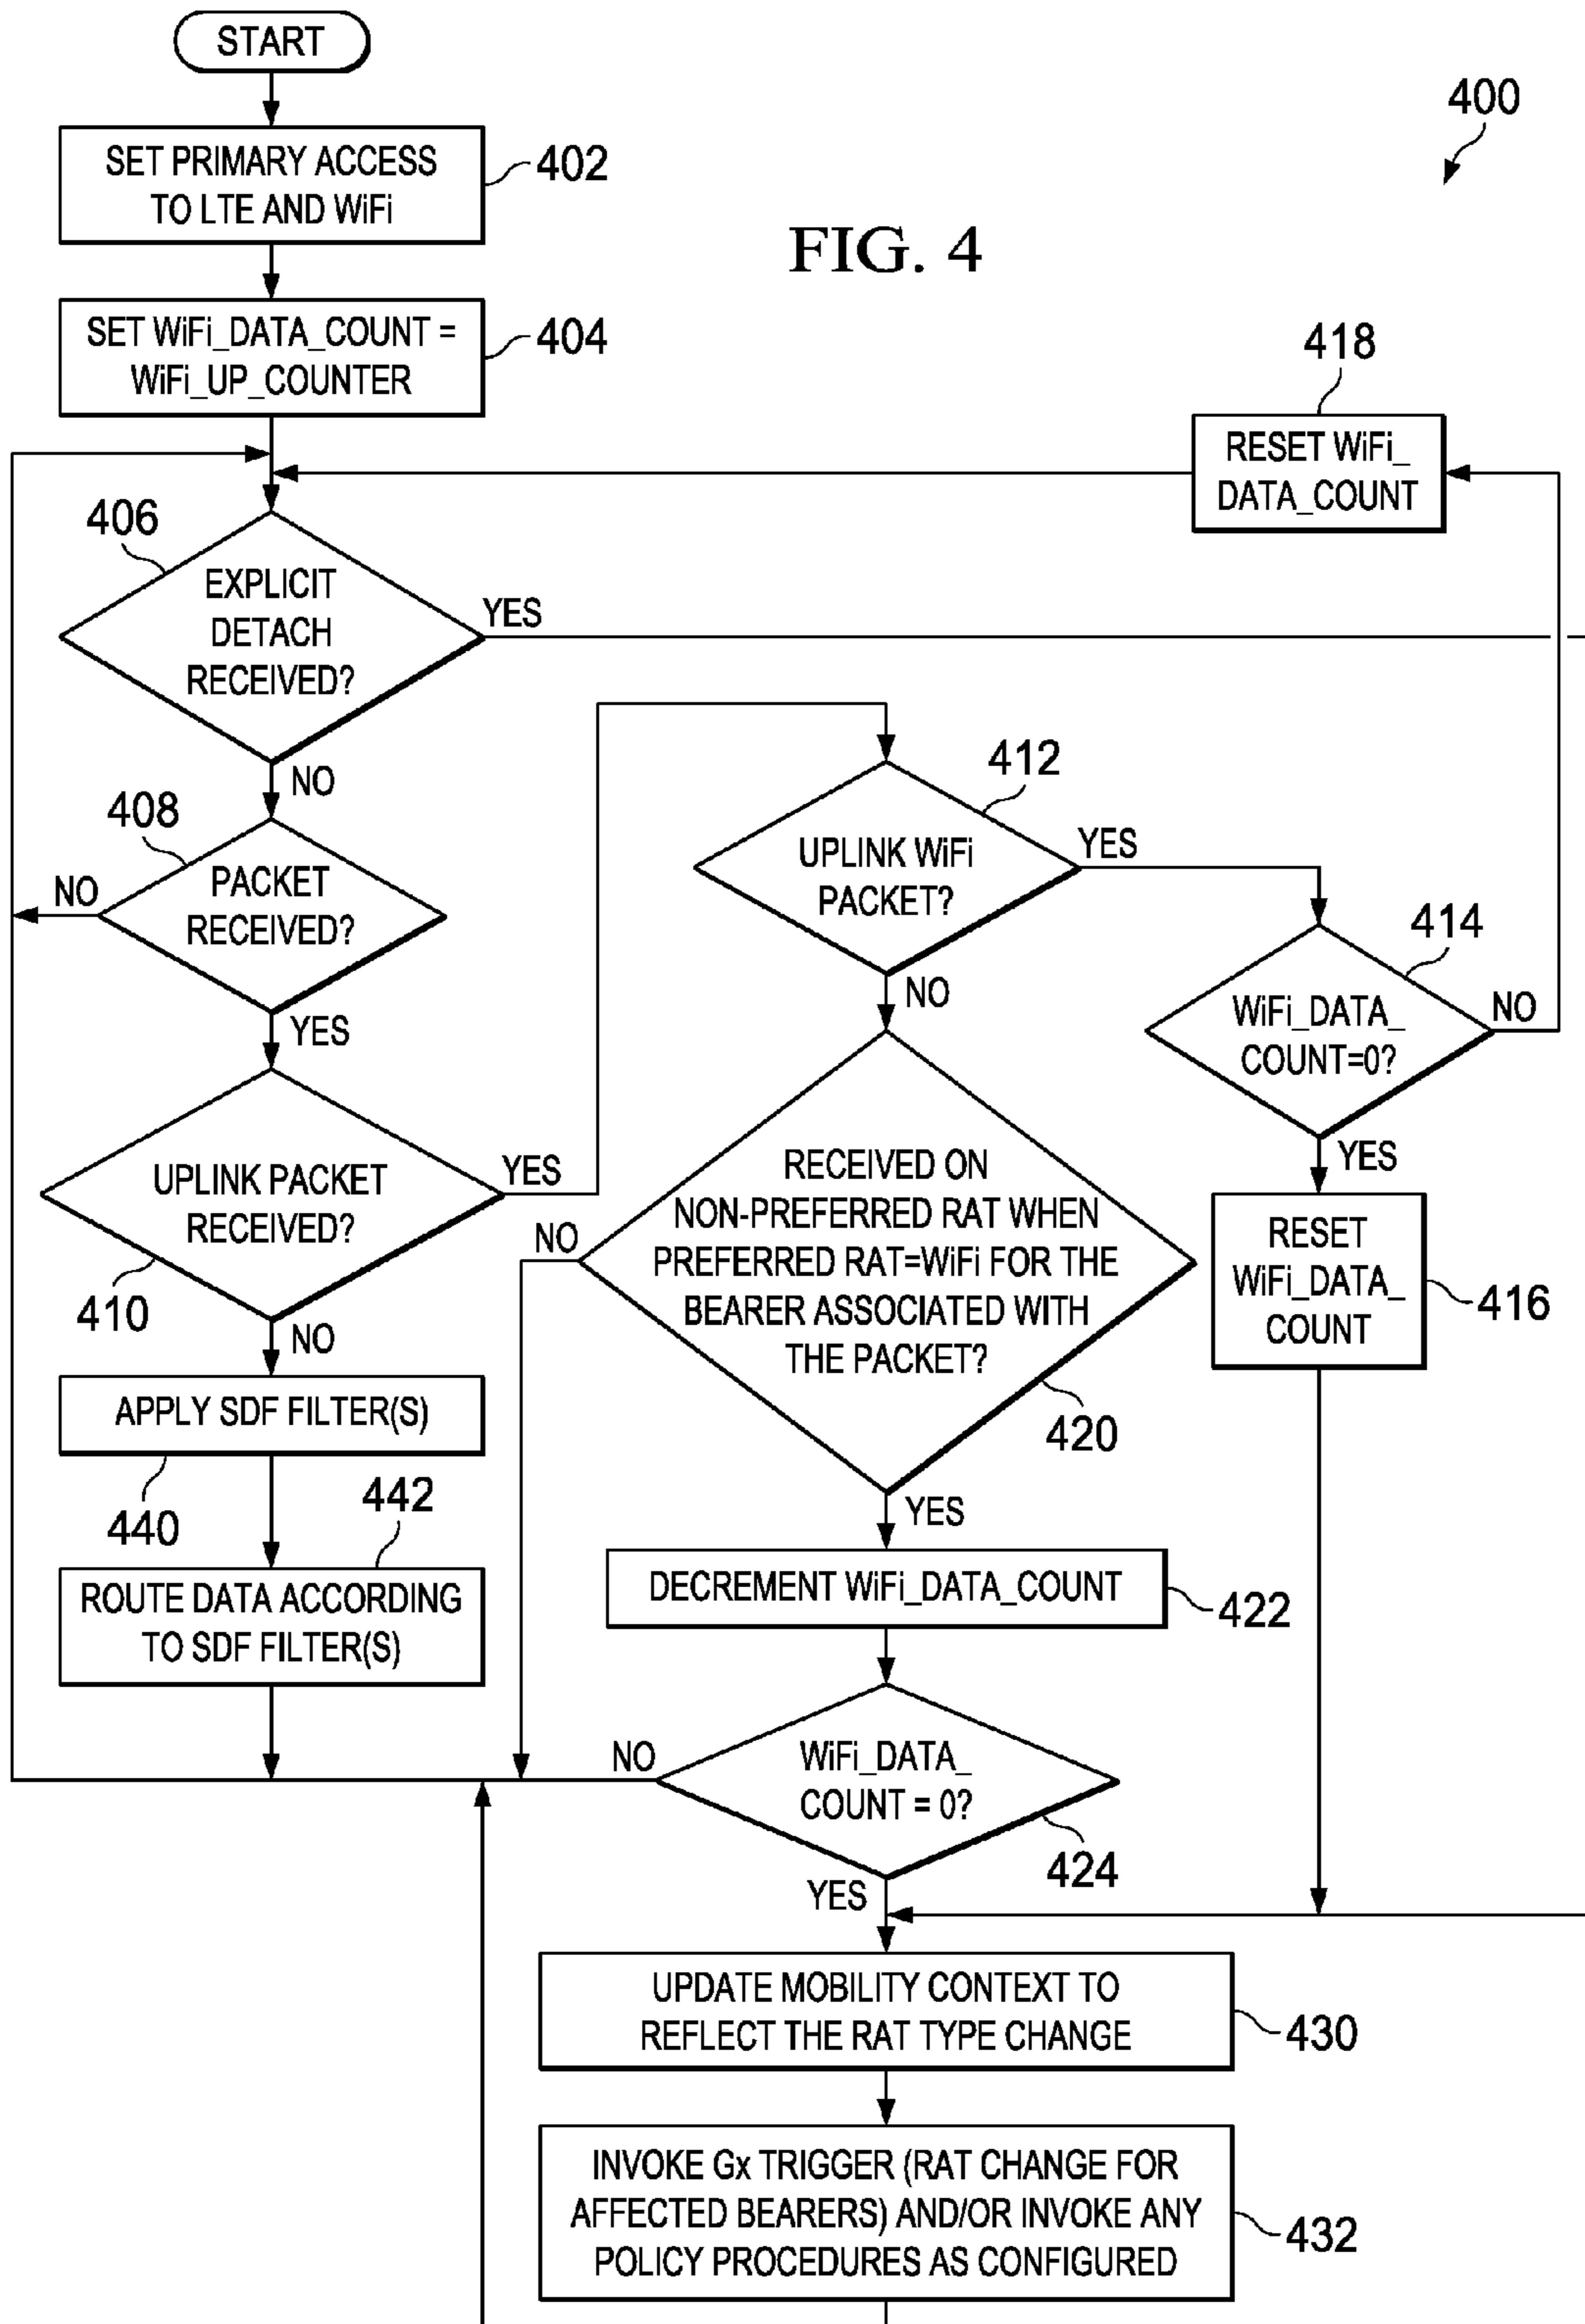 START
400
SET PRIMARY ACCESS
TO LTE AND WiFi
402
FIG. 4
SET WiFi_DATA_COUNT =
WiFi_UP_COUNTER
404
418
RESET WiFi_
DATA_COUNT
406
EXPLICIT
DETACH
RECEIVED?
YES
NO
408
PACKET
RECEIVED?
NO
YES
UPLINK PACKET
RECEIVED?
YES
410
NO
APPLY SDF FILTER(S)
440
442
ROUTE DATA ACCORDING
TO SDF FILTER(S)
412
UPLINK WiFi
PACKET?
YES
NO
414
WiFi_DATA_
COUNT=0?
NO
YES
RESET
WiFi_DATA_
COUNT
416
RECEIVED ON
NON-PREFERRED RAT WHEN
PREFERRED RAT=WiFi FOR THE
BEARER ASSOCIATED WITH
THE PACKET?
NO
420
YES
DECREMENT WiFi_DATA_COUNT
422
WiFi_DATA_
COUNT = 0?
NO
424
YES
UPDATE MOBILITY CONTEXT TO
REFLECT THE RAT TYPE CHANGE
430
INVOKE Gx TRIGGER (RAT CHANGE FOR
AFFECTED BEARERS) AND/OR INVOKE ANY
POLICY PROCEDURES AS CONFIGURED
432